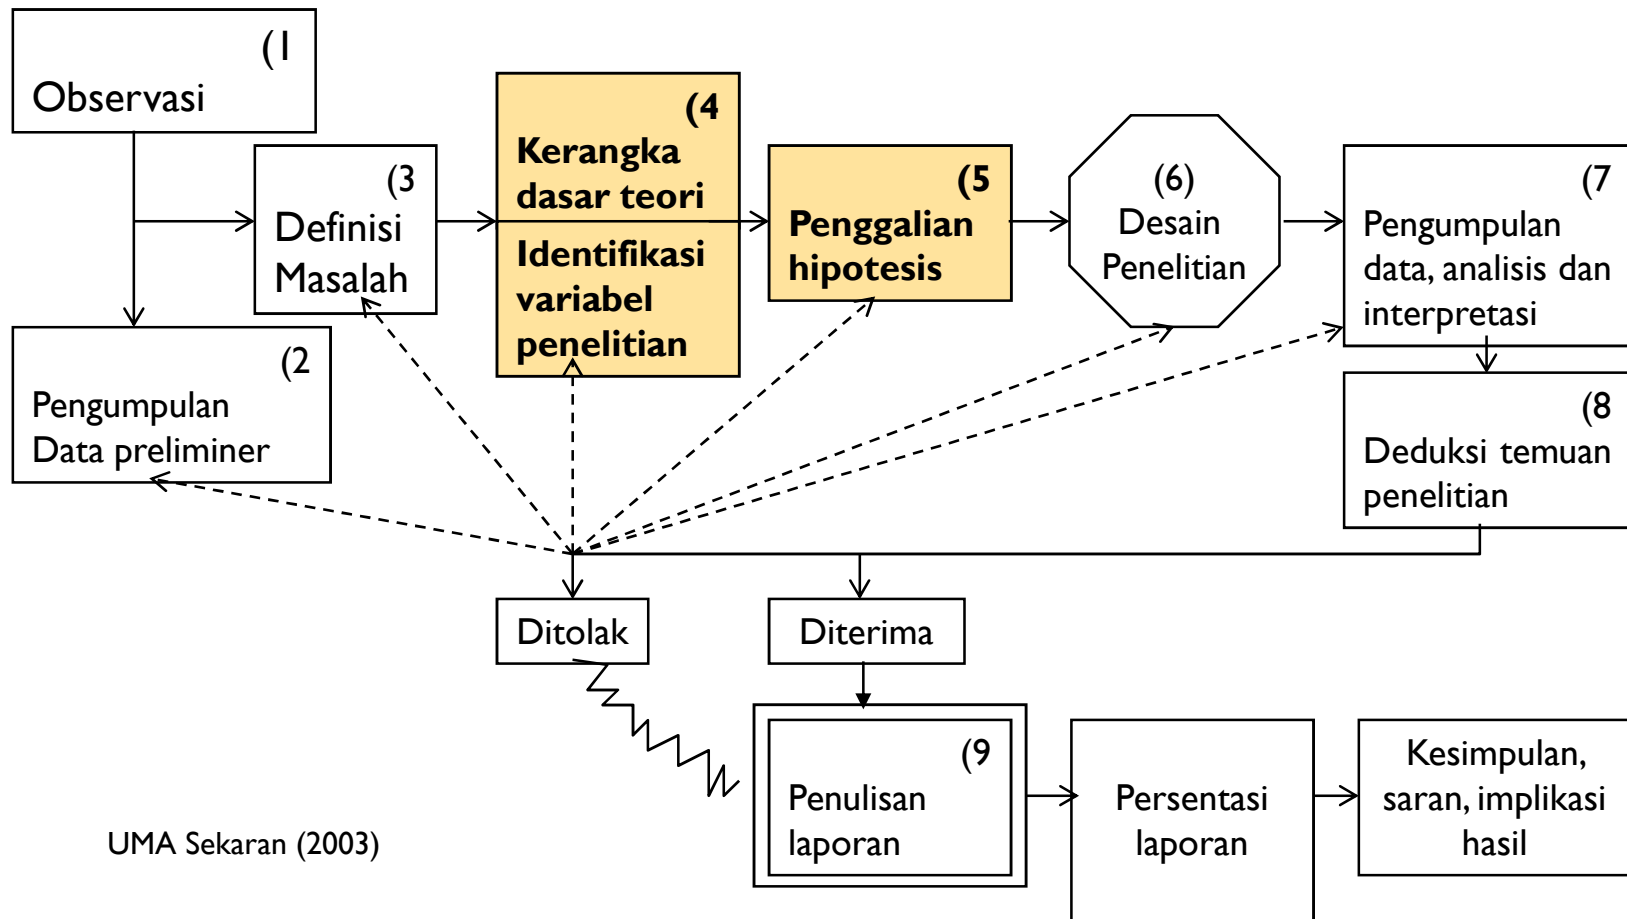 (1
Observasi
(2
Pengumpulan
Data preliminer
(3
Definisi
Masalah
(4
Kerangka
dasar teori
Identifikasi
variabel
penelitian
(5
Penggalian
hipotesis
(6)
Desain
Penelitian
(7
Pengumpulan
data, analisis dan
interpretasi
(8
Deduksi temuan
penelitian
Ditolak
Diterima
(9
Penulisan
laporan
Persentasi
laporan
Kesimpulan,
saran, implikasi
hasil
UMA Sekaran (2003)